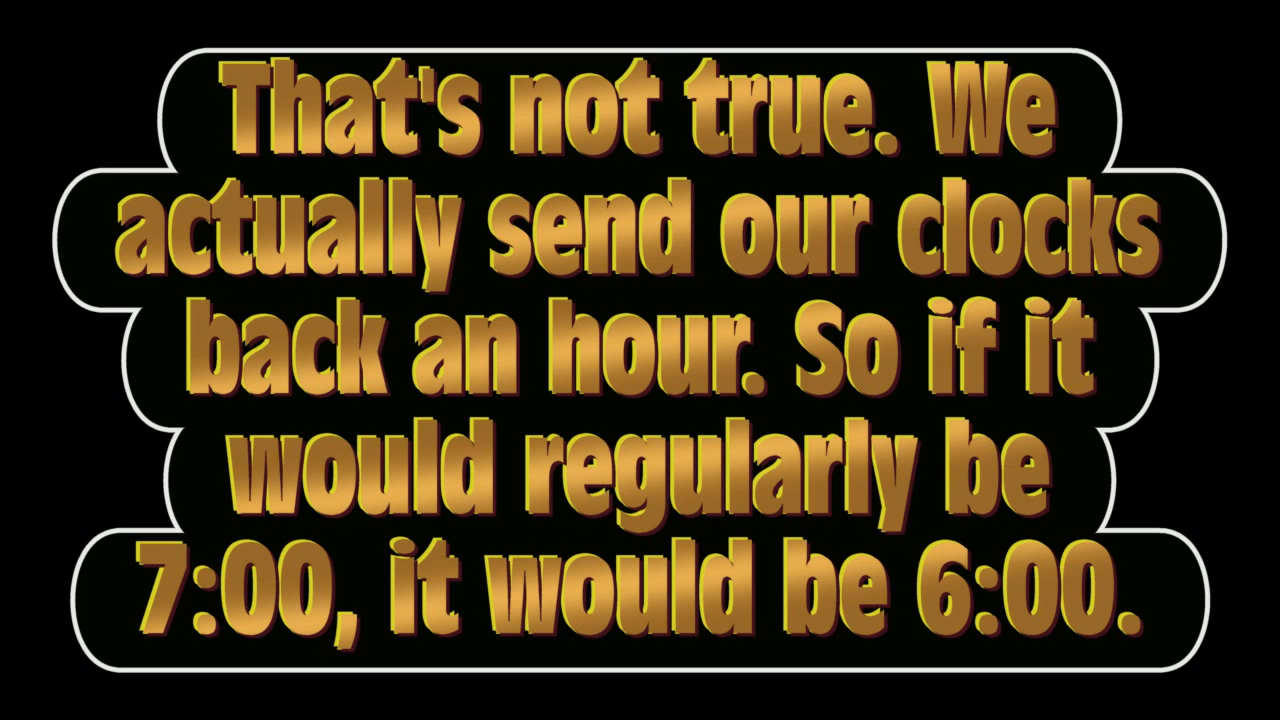 That's not true. We
actually send our clocks
back an hour. So if it
would regularly be
7:00, it would be 6:00.